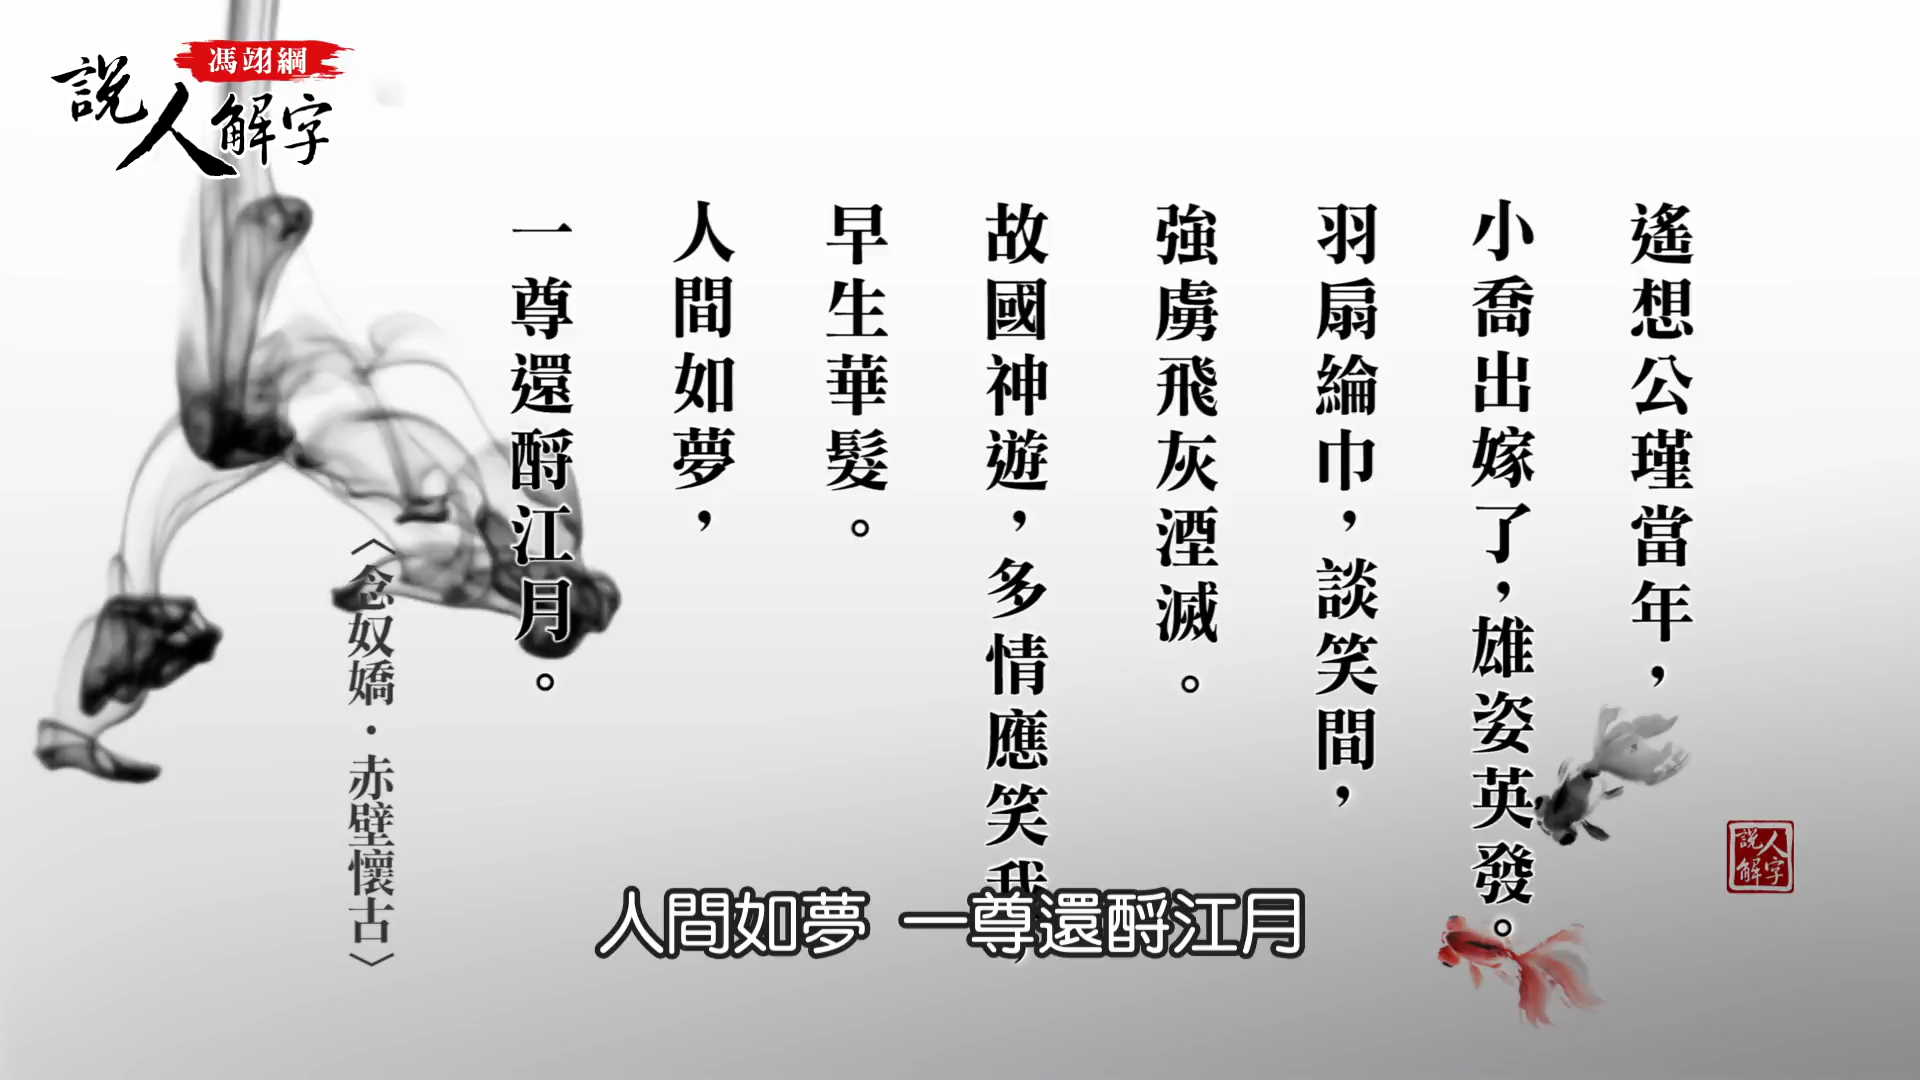 馮翊綱
說人解字
遙想公瑾當年，
小喬出嫁了，雄姿英發。
羽扇綸巾，談笑間，
強虜飛灰湮滅。
故國神遊，多情應笑我，
早生華髮。
人間如夢，
一尊還酹江月。
〈念奴嬌．赤壁懷古〉
說人解字
人間如夢 一尊還酹江月